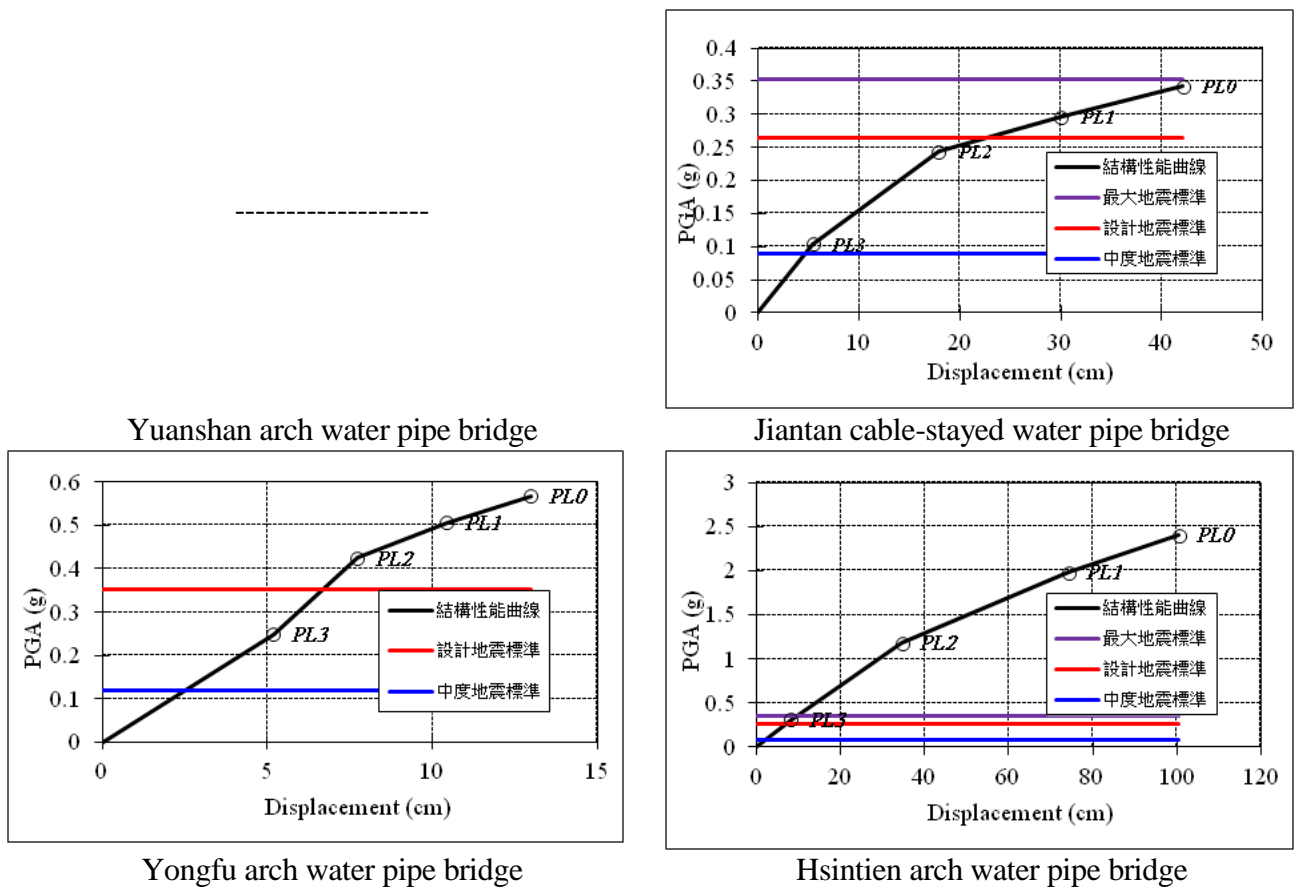 0.4
0.35
0.3
0.25
0.2
0.15
0.1
0.05
0
PGA (g)
PL0
PL1
PL2
PL3
結構性能曲線
最大地震標準
設計地震標準
中度地震標準
0 10 20 30 40 50
Displacement (cm)
Yuanshan arch water pipe bridge
Jiantan cable-stayed water pipe bridge
0.6
0.5
0.4
0.3
0.2
0.1
0
PGA (g)
PL0
PL1
PL2
PL3
結構性能曲線
設計地震標準
中度地震標準
0 5 10 15
Displacement (cm)
3
2.5
2
1.5
1
0.5
0
PGA (g)
PL0
PL1
PL2
PL3
結構性能曲線
最大地震標準
設計地震標準
中度地震標準
0 20 40 60 80 100 120
Displacement (cm)
Yongfu arch water pipe bridge
Hsintien arch water pipe bridge